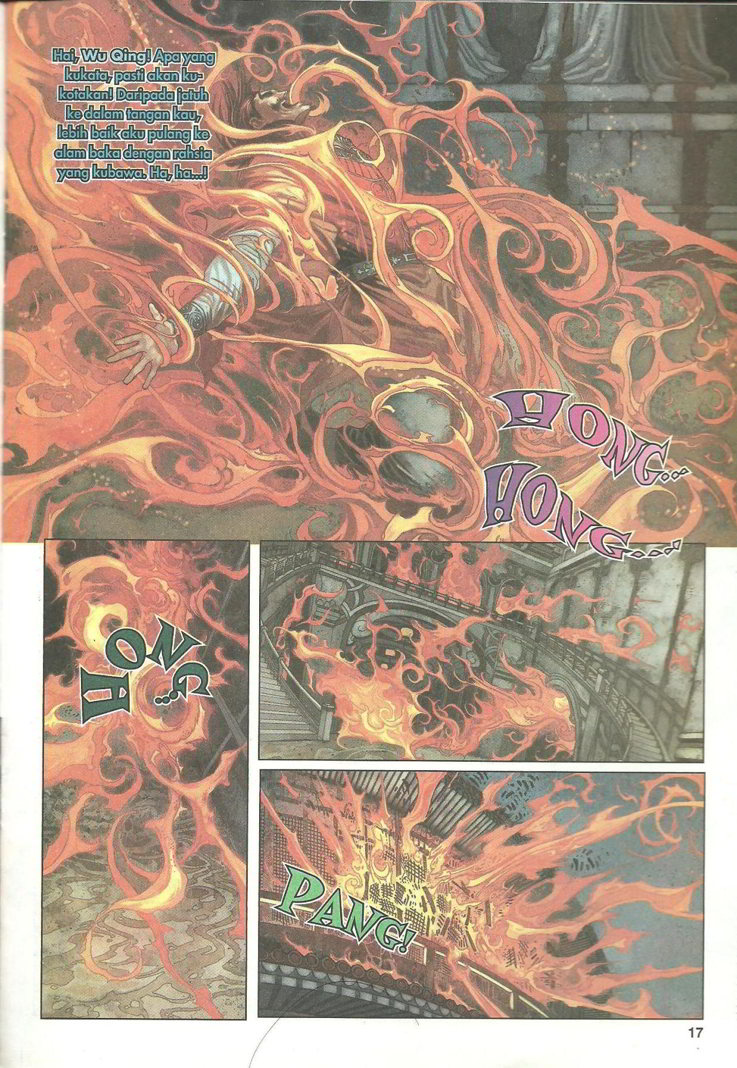 Hai, Wu Qing! Apa yang
kukata, pasti akan ku-
kotakan! Daripada jatuh
ke dalam tangan kau,
lebih baik aku pulang ke
alam baka dengan rahsia
yang kubawa. Ha, ha...!
HONG...
HONG...
HONG...
PANG!
17